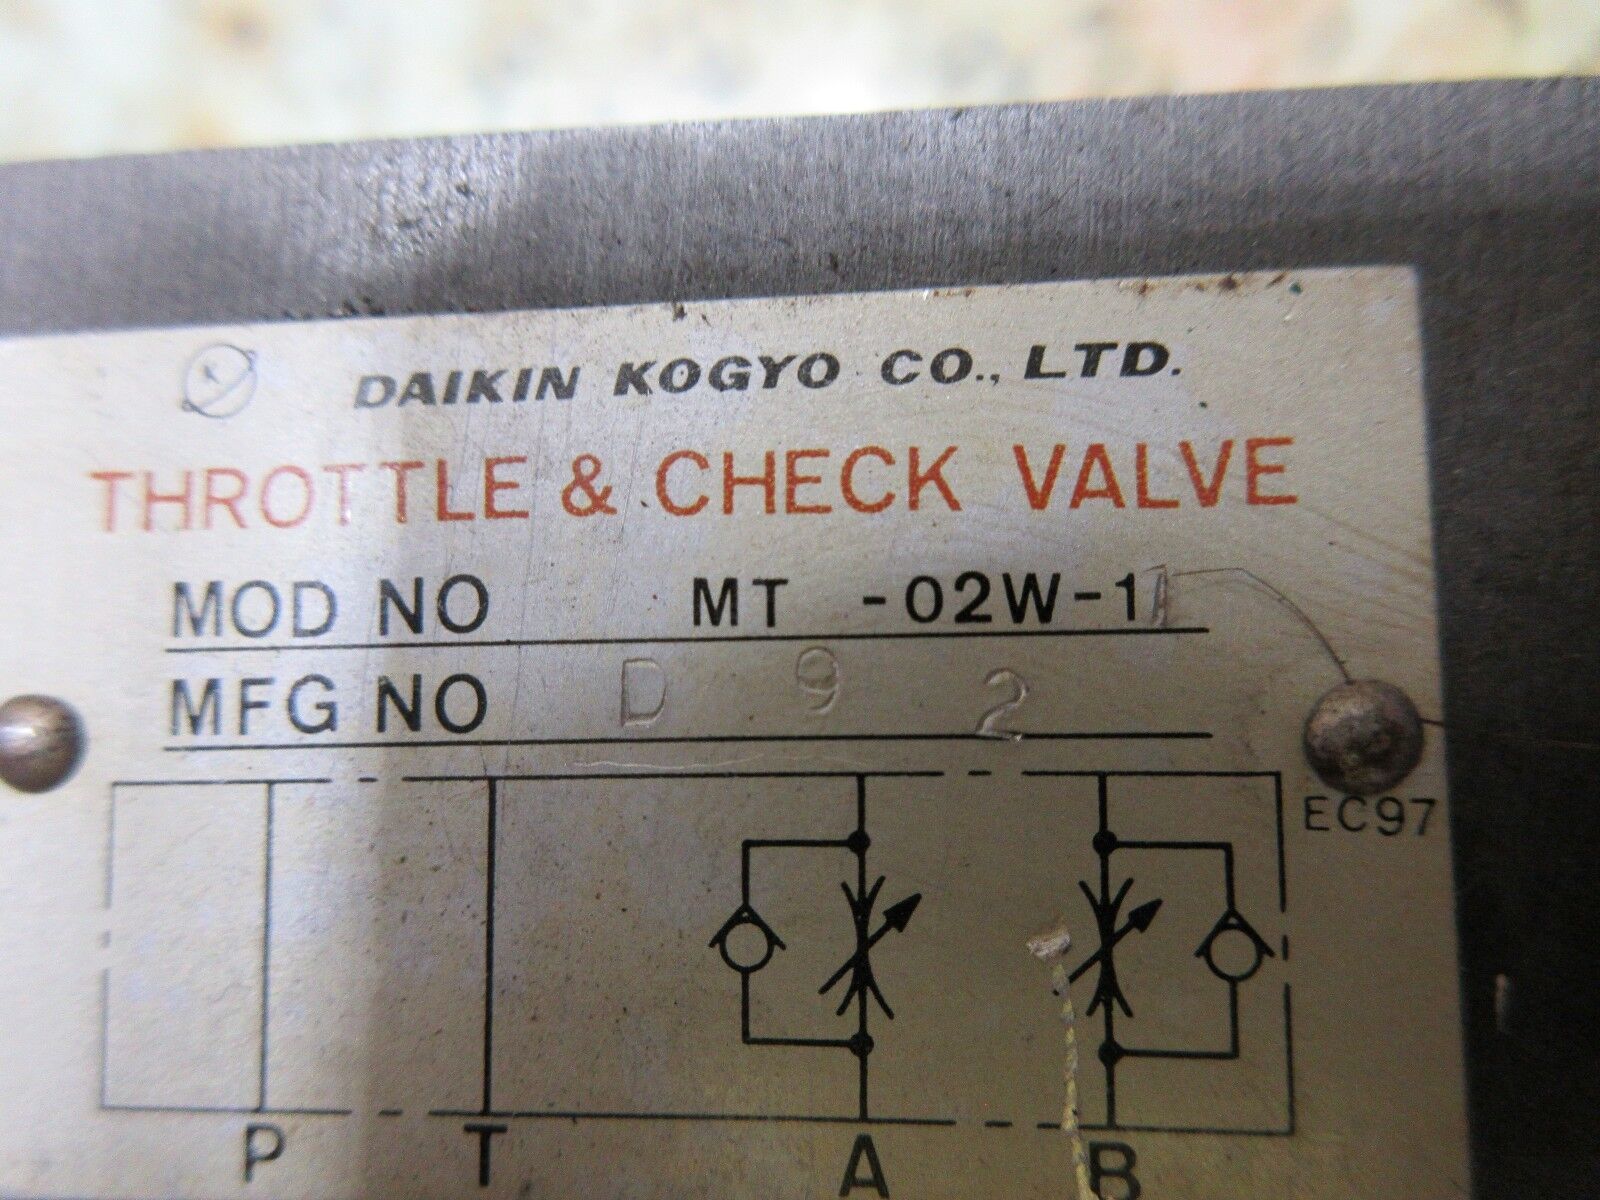 DAIKIN KOGYO CO., LTD.
THROTTLE & CHECK VALVE
MOD NO MT -02W-1
MFG NO D 9 2
EC97
P T A B